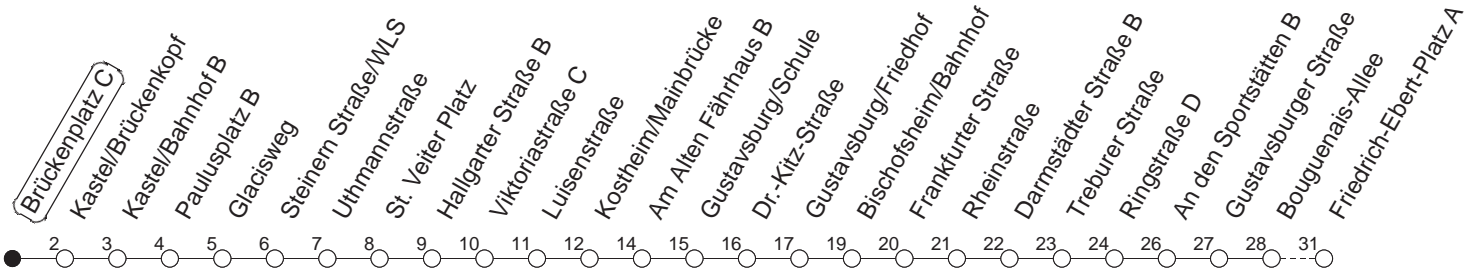 Brückenplatz C
Kastel/Brückenkopf
Kastel/Bahnhof B
Paulusplatz B
Glacisweg
Steinern Straße/WLS
Uthmannstraße
St. Veiter Platz
Hallgarter Straße B
Viktoriastraße C
Luisenstraße
Kostheim/Mainbrücke
Am Alten Fährhaus B
Gustavsburg/Schule
Dr.-Kitz-Straße
Gustavsburg/Friedhof
Bischofsheim/Bahnhof
Frankfurter Straße
Rheinstraße
Darmstädter Straße B
Treburer Straße
Ringstraße D
An den Sportstätten B
Gustavsburger Straße
Bouguenais-Allee
Friedrich-Ebert-Platz A
2 3 4 5 6 7 8 9 10 11 12 14 15 16 17 19 20 21 22 23 24 26 27 28 31